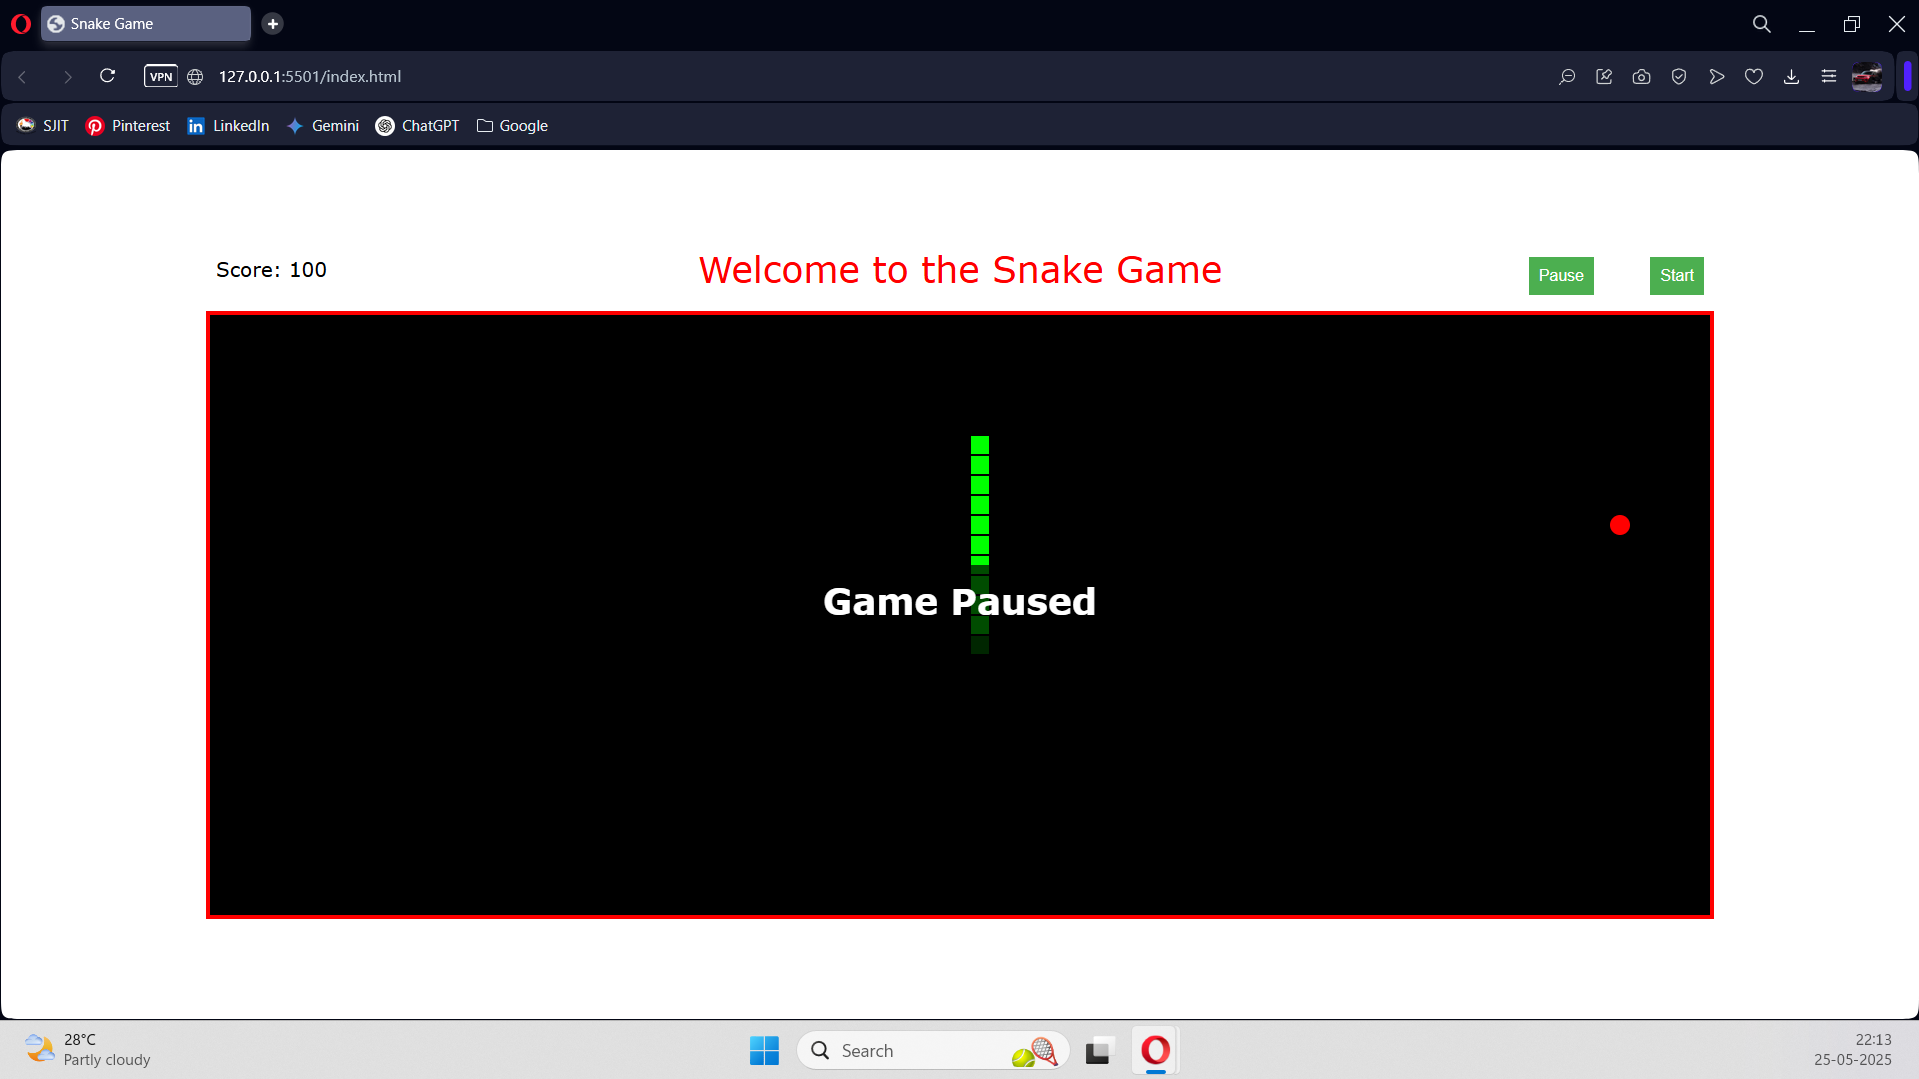 Snake Game
VPN 127.0.0.1:5501/index.html
SJIT Pinterest LinkedIn Gemini ChatGPT Google
Score: 100 Welcome to the Snake Game Pause Start
Game Paused
28°C
Partly cloudy
Search
22:13
25-05-2025